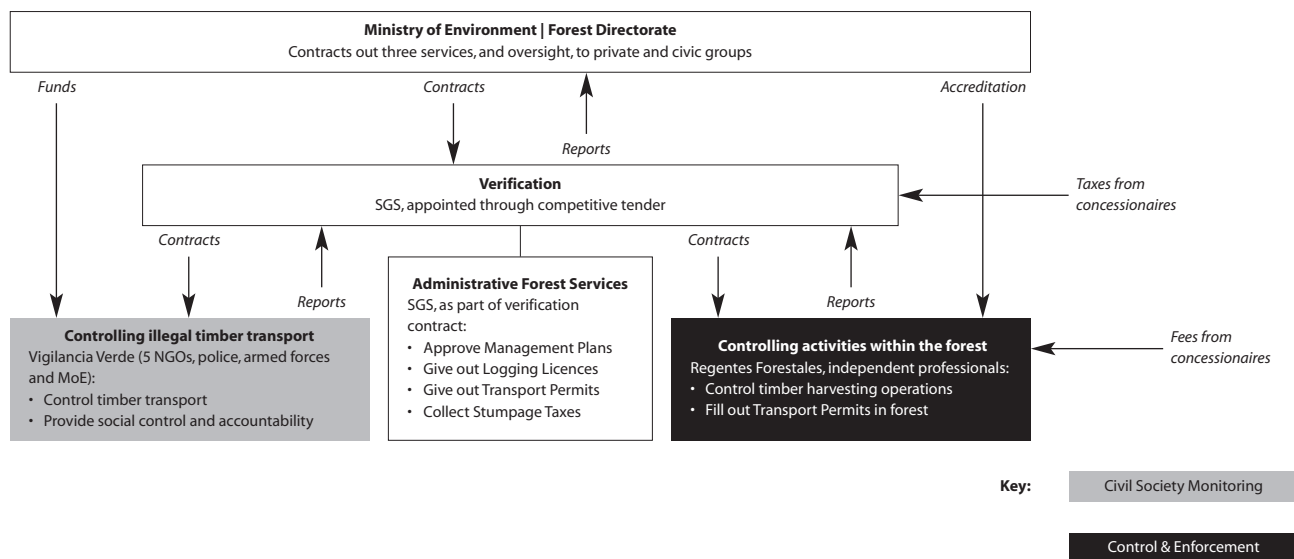 Ministry of Environment | Forest Directorate
Contracts out three services, and oversight, to private and civic groups
Funds
Contracts
Accreditation
Reports
Verification
SGS, appointed through competitive tender
Taxes from
concessionaires
Contracts
Reports
Contracts
Reports
Administrative Forest Services
SGS, as part of verification
contract:
• Approve Management Plans
• Give out Logging Licences
• Give out Transport Permits
• Collect Stumpage Taxes
Controlling illegal timber transport
Vigilancia Verde (5 NGOs, police, armed forces
and MoE):
• Control timber transport
• Provide social control and accountability
Controlling activities within the forest
Regentes Forestales, independent professionals:
• Control timber harvesting operations
• Fill out Transport Permits in forest
Fees from
concessionaires
Key:
Civil Society Monitoring
Control & Enforcement